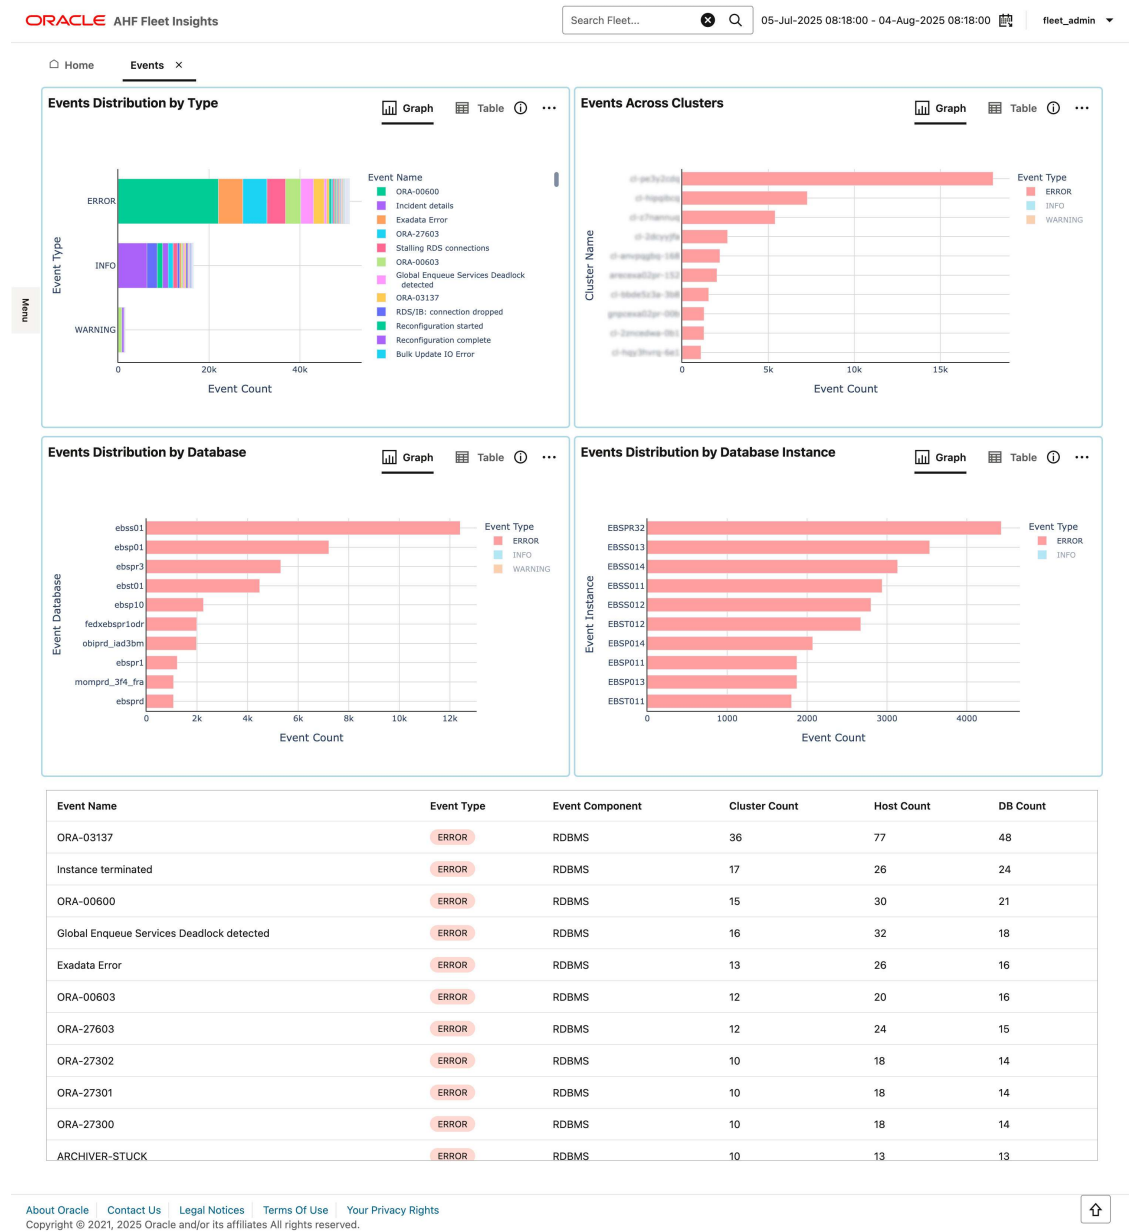 ORACLE AHF Fleet Insights
Search Fleet...
05-Jul-2025 08:18:00 - 04-Aug-2025 08:18:00
fleet_admin
Home
Events
Menu
Events Distribution by Type
Graph
Table
Event Type
ERROR
INFO
WARNING
0
20k
40k
Event Count
Event Name
ORA-00600
Incident details
Exadata Error
ORA-27603
Stalling RDS connections
ORA-00603
Global Enqueue Services Deadlock
detected
ORA-03137
RDS/IB: connection dropped
Reconfiguration started
Reconfiguration complete
Bulk Update IO Error
Events Across Clusters
Graph
Table
Cluster Name
0
5k
10k
15k
Event Count
Event Type
ERROR
INFO
WARNING
Events Distribution by Database
Graph
Table
Event Database
ebss01
ebsp01
ebspr3
ebst01
ebsp10
fedxebspr1odr
obiprd_iad3bm
ebspr1
momprd_3f4_fra
ebsprd
0
2k
4k
6k
8k
10k
12k
Event Count
Event Type
ERROR
INFO
WARNING
Events Distribution by Database Instance
Graph
Table
Event Instance
EBSPR32
EBSS013
EBSS014
EBSS011
EBSS012
EBST012
EBSP014
EBSP011
EBSP013
EBST011
0
1000
2000
3000
4000
Event Count
Event Type
ERROR
INFO
Event Name Event Type Event Component Cluster Count Host Count DB Count
ORA-03137 ERROR RDBMS 36 77 48
Instance terminated ERROR RDBMS 17 26 24
ORA-00600 ERROR RDBMS 15 30 21
Global Enqueue Services Deadlock detected ERROR RDBMS 16 32 18
Exadata Error ERROR RDBMS 13 26 16
ORA-00603 ERROR RDBMS 12 20 16
ORA-27603 ERROR RDBMS 12 24 15
ORA-27302 ERROR RDBMS 10 18 14
ORA-27301 ERROR RDBMS 10 18 14
ORA-27300 ERROR RDBMS 10 18 14
ARCHIVER-STUCK ERROR RDBMS 10 13 13
About Oracle Contact Us Legal Notices Terms Of Use Your Privacy Rights
Copyright © 2021, 2025 Oracle and/or its affiliates All rights reserved.